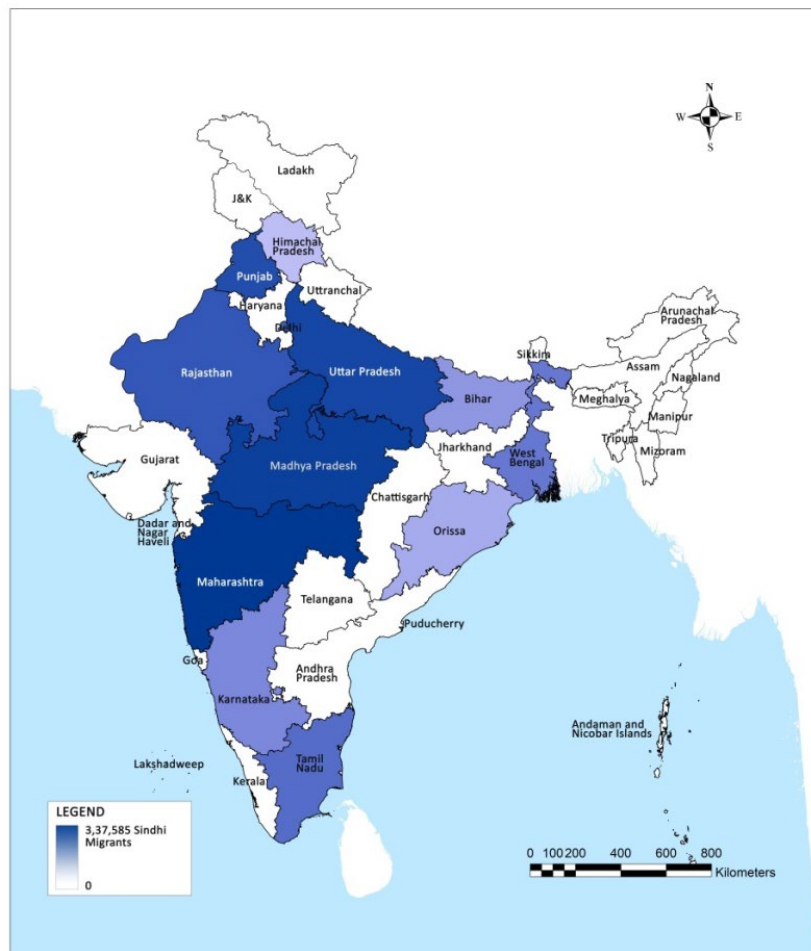 N
W E
S
Ladakh
J&K
Himachal
Pradesh
Punjab
Uttranchal
Haryana
Delhi
Arunachal
Pradesh
Sikkim
Rajasthan
Uttar Pradesh
Assam
Nagaland
Bihar
Meghalya
Manipur
Jharkhand
Tripura
Mizoram
Gujarat
Madhya Pradesh
West
Bengal
Chattisgarh
Dadar and
Nagar
Haveli
Orissa
Maharashtra
Telangana
Puducherry
Goa
Andhra
Pradesh
Karnataka
Andaman and
Nicobar Islands
Lakshadweep
Tamil
Nadu
Kerala
LEGEND
3,37,585 Sindhi
Migrants
0
0 100 200 400 600 800
Kilometers